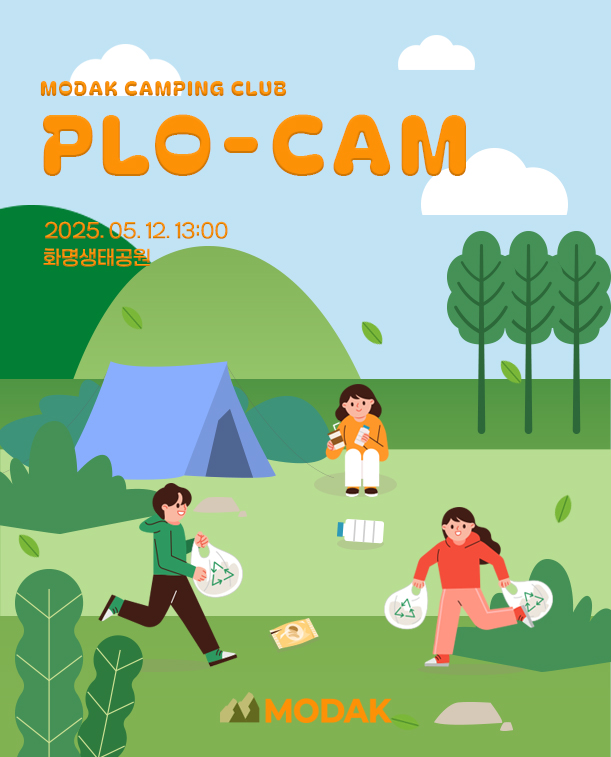 MODAK CAMPING CLUB
PLO-CAM
2025. 05. 12. 13:00
화명생태공원
MODAK